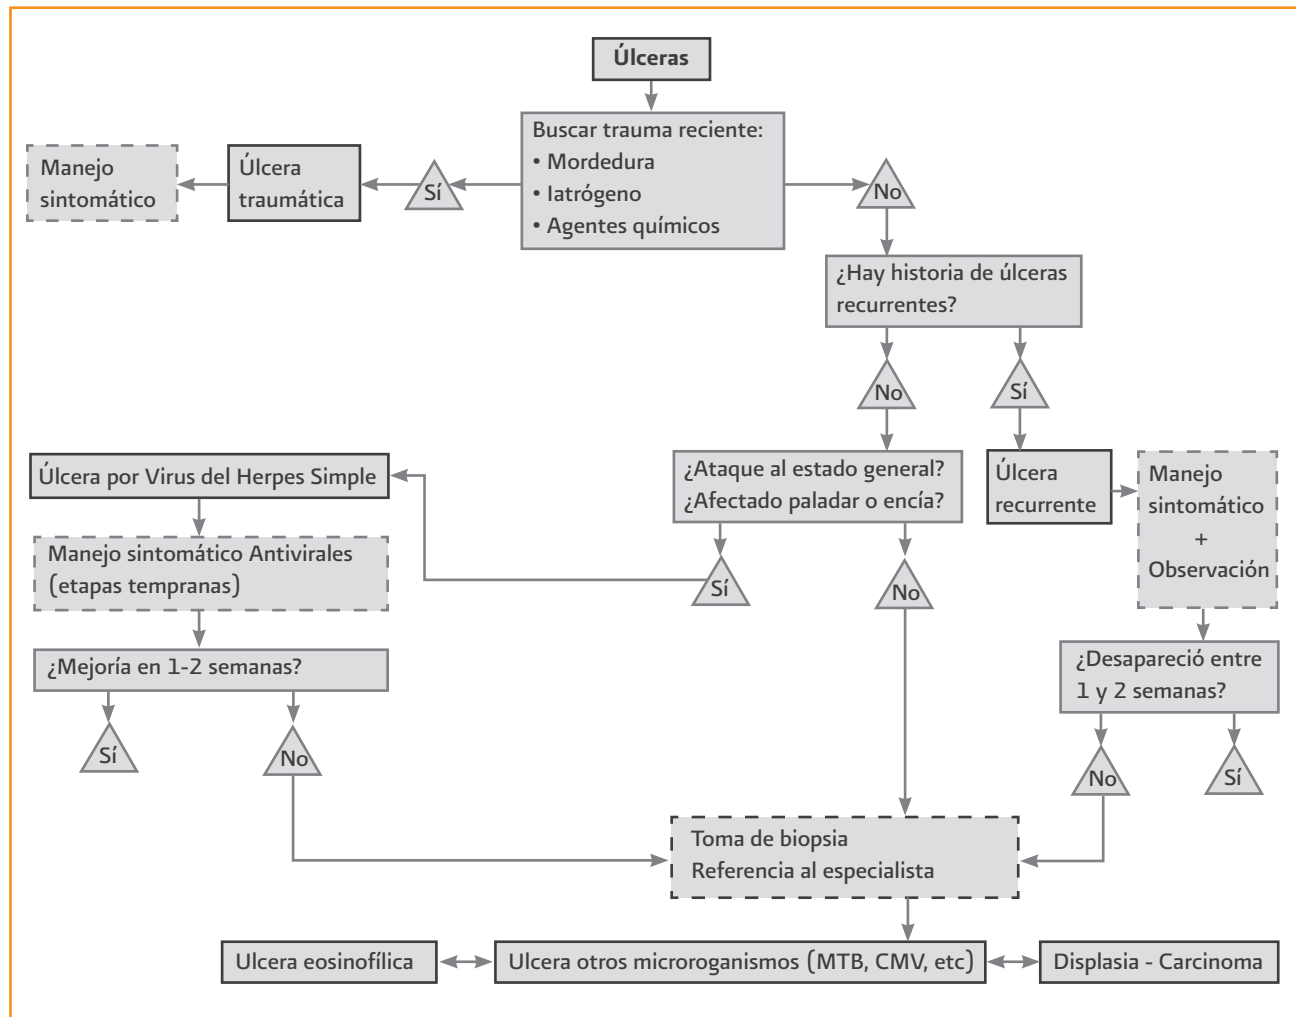 Úlceras
Buscar trauma reciente:
• Mordedura
• Iatrógeno
• Agentes químicos
Sí
Úlcera
traumática
Manejo
sintomático
No
¿Hay historia de úlceras
recurrentes?
No
Sí
¿Ataque al estado general?
¿Afectado paladar o encía?
Úlcera
recurrente
Manejo
sintomático
+
Observación
Úlcera por Virus del Herpes Simple
Manejo sintomático Antivirales
(etapas tempranas)
Sí
No
¿Mejoría en 1-2 semanas?
¿Desapareció entre
1 y 2 semanas?
Sí
No
No
Sí
Toma de biopsia
Referencia al especialista
Ulcera eosinofílica
Ulcera otros microroganismos (MTB, CMV, etc)
Displasia - Carcinoma